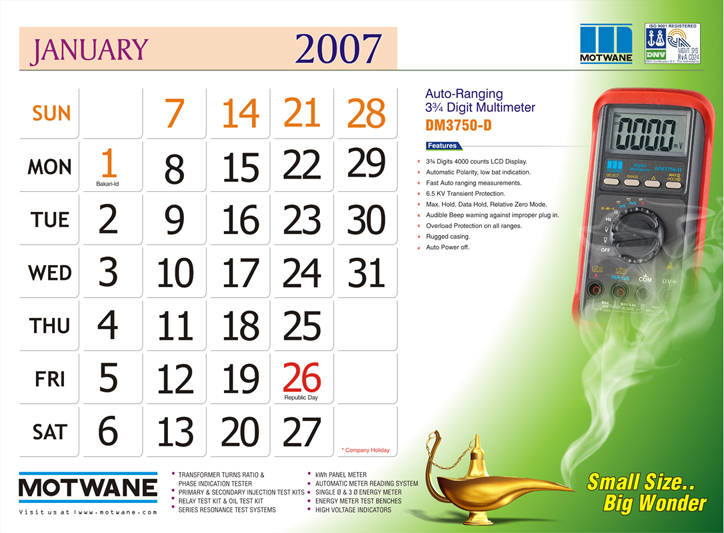 JANUARY 2007
SUN 7 14 21 28
MON 1 8 15 22 29
Bakari-Id
TUE 2 9 16 23 30
WED 3 10 17 24 31
THU 4 11 18 25
FRI 5 12 19 26
Republic Day
SAT 6 13 20 27
* Company Holiday
MOTWANE
ISO 9001 REGISTERED
DNV
Auto-Ranging
3¾ Digit Multimeter
DM3750-D
Features
3¾ Digits 4000 counts LCD Display.
Automatic Polarity, low bat indication.
Fast Auto ranging measurements.
6.5 KV Transient Protection.
Max. Hold, Data Hold, Relative Zero Mode.
Audible Beep warning against improper plug in.
Overload Protection on all ranges.
Rugged casing.
Auto Power off.
0000
SELECT RANGE
OFF
COM
Small Size..
Big Wonder
MOTWANE
Visit us at : www.motwane.com
TRANSFORMER TURNS RATIO &
PHASE INDICATION TESTER
PRIMARY & SECONDARY INJECTION TEST KITS
RELAY TEST KIT & OIL TEST KIT
SERIES RESONANCE TEST SYSTEMS
kWh PANEL METER
AUTOMATIC METER READING SYSTEM
SINGLE Ø & 3 Ø ENERGY METER
ENERGY METER TEST BENCHES
HIGH VOLTAGE INDICATORS